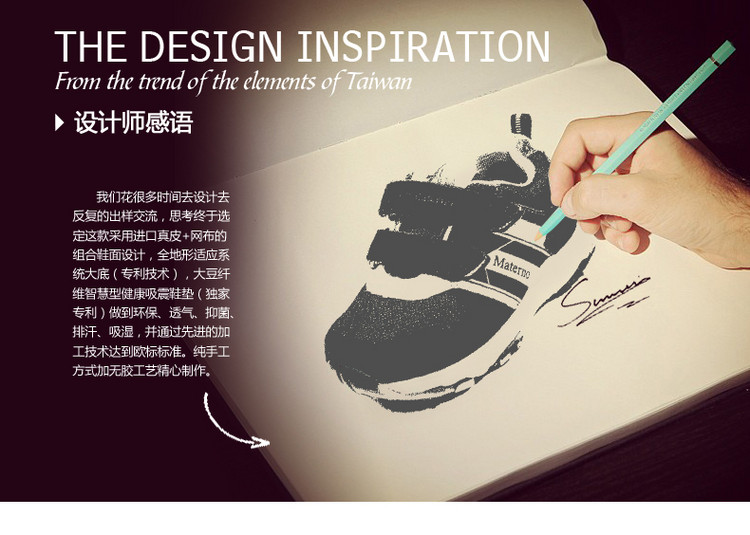 THE DESIGN INSPIRATION
From the trend of the elements of Taiwan
设计师感语
我们花很多时间去设计去
反复的出样交流，思考终于选
定这款采用进口真皮+网布的
组合鞋面设计，全地形适应系
统大底（专利技术），大豆纤
维智慧型健康吸震鞋垫（独家
专利）做到环保、透气、抑菌、
排汗、吸湿，并通过先进的加
工技术达到欧标标准。纯手工
方式加无胶工艺精心制作。
Materno